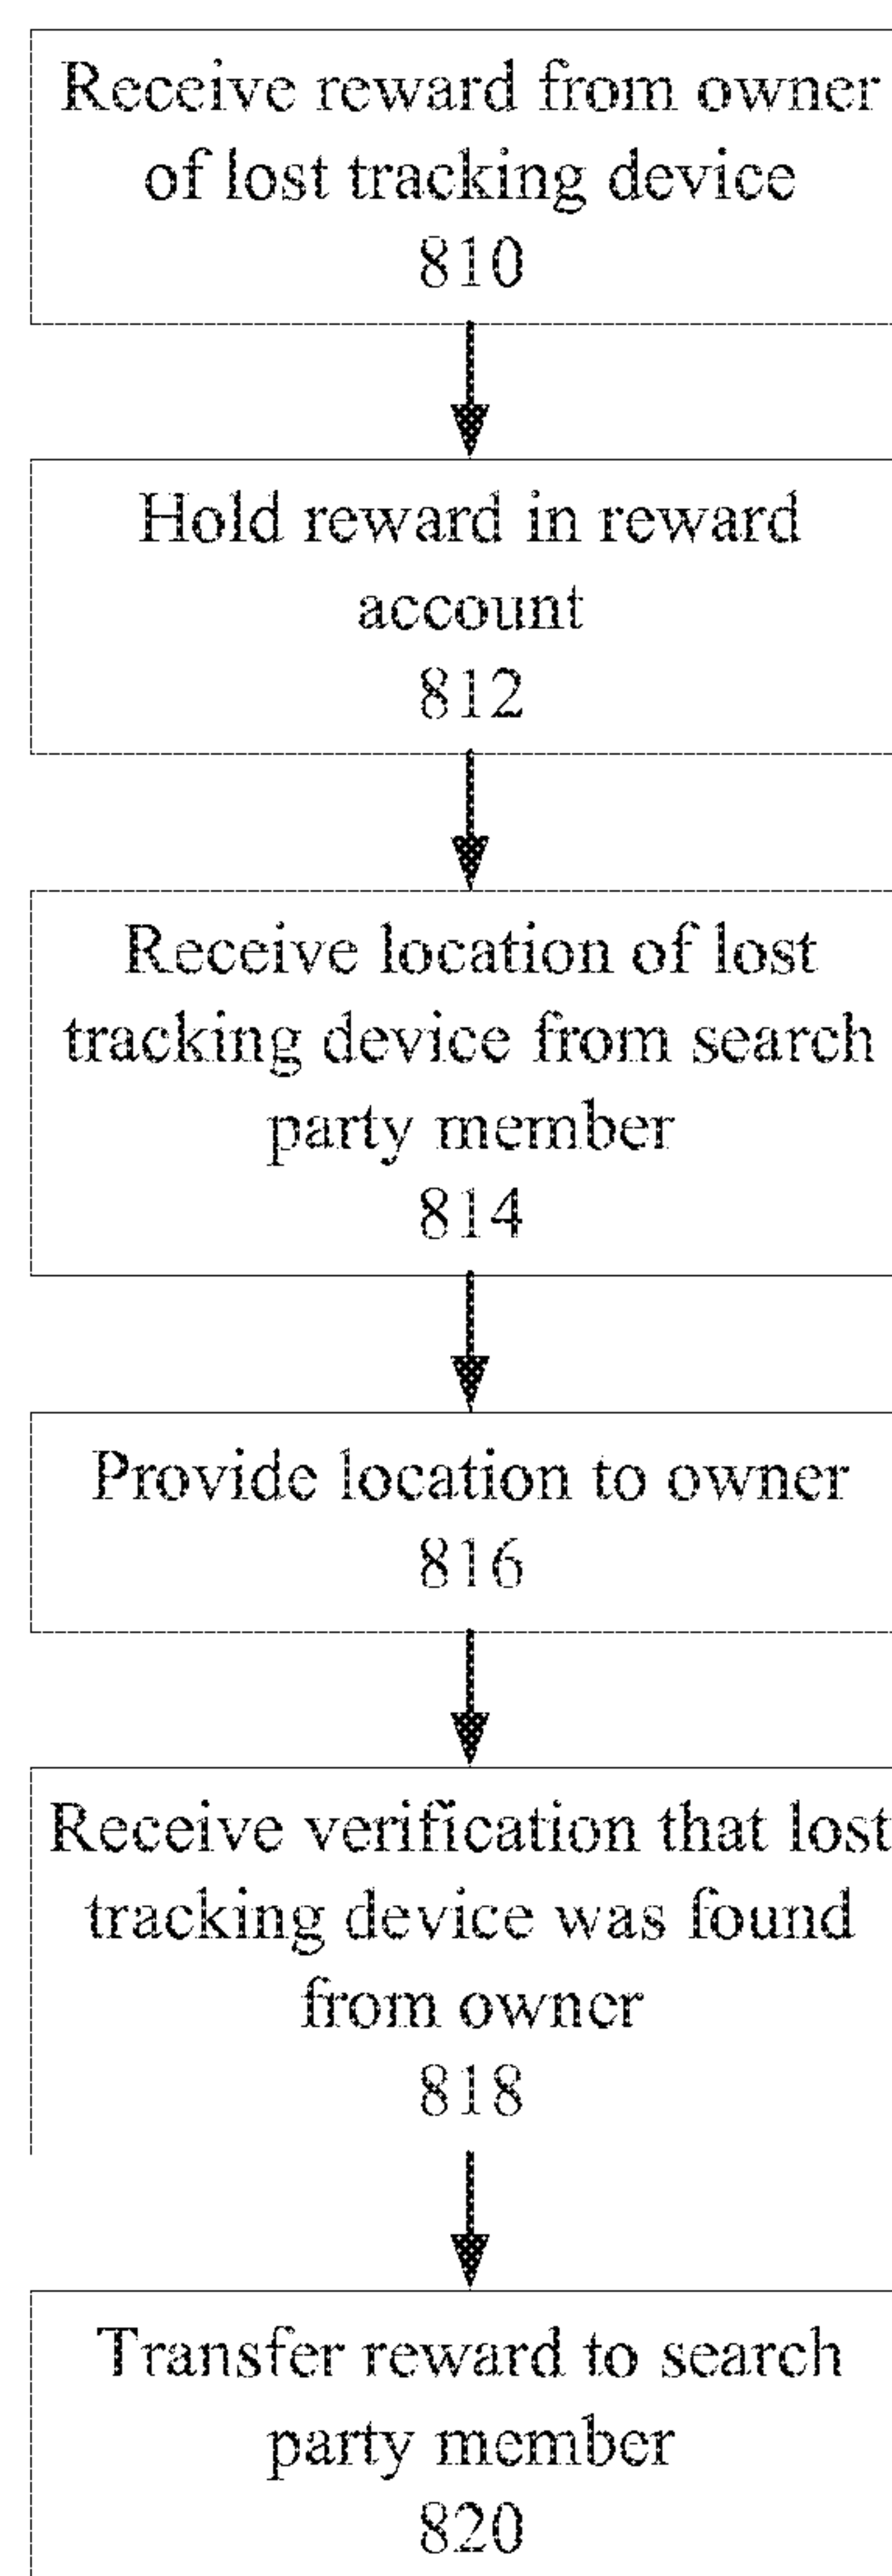 Receive reward from owner
of lost tracking device
810
Hold reward in reward
account
812
Receive location of lost
tracking device from search
party member
814
Provide location to owner
816
Receive verification that lost
tracking device was found
from owner
818
Transfer reward to search
party member
820